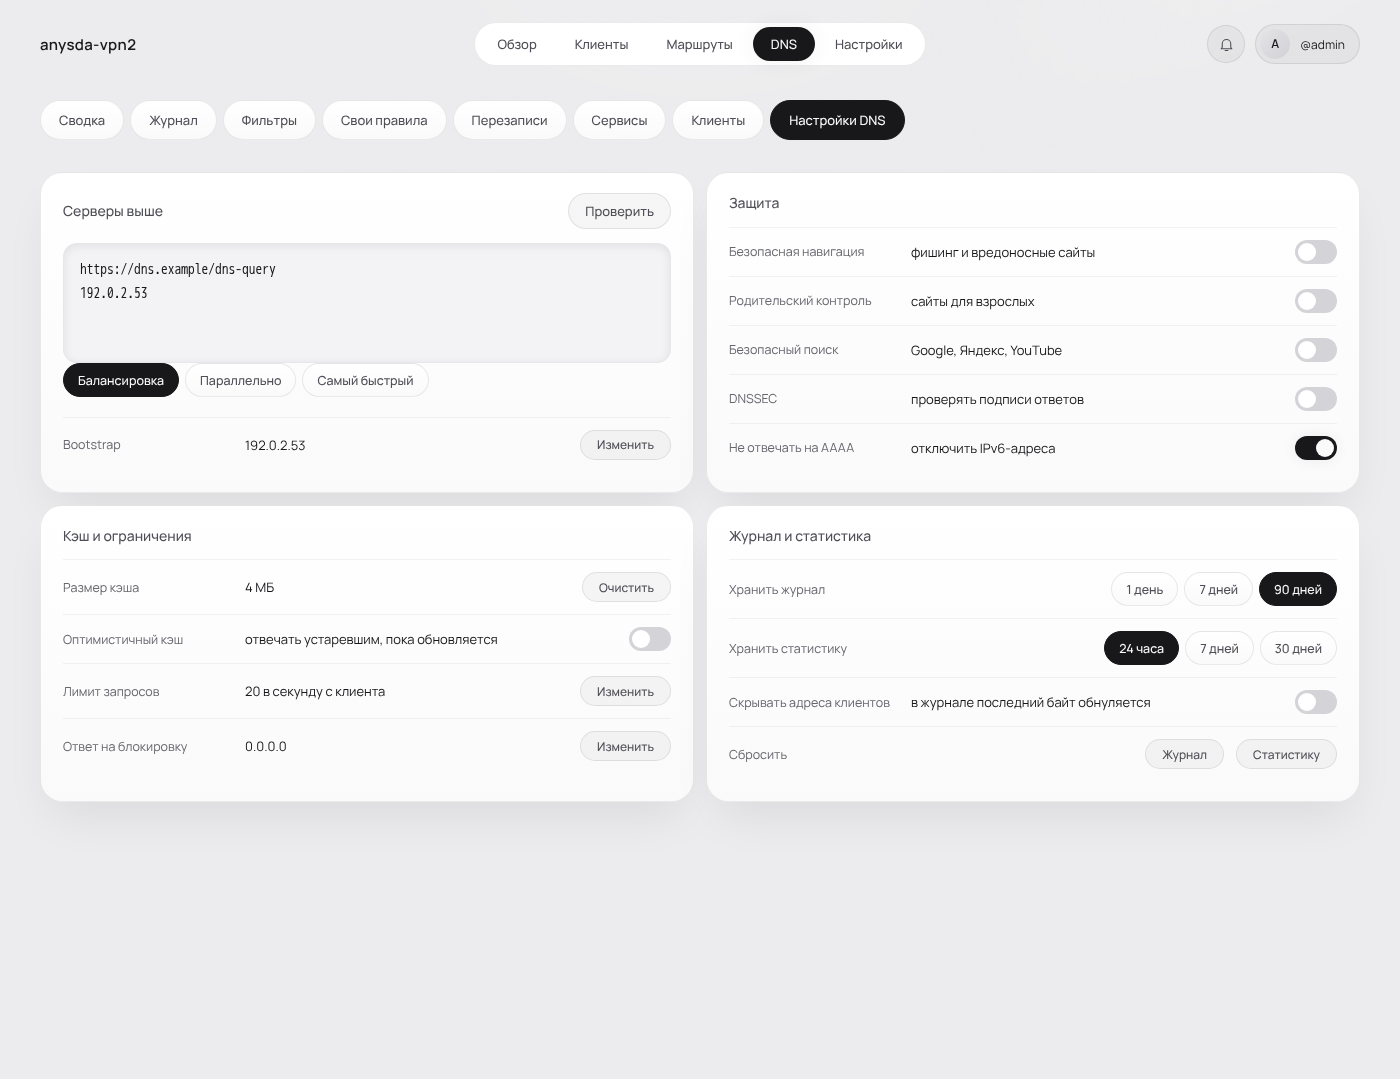 anysda-vpn2
Обзор Клиенты Маршруты DNS Настройки
A @admin
Сводка Журнал Фильтры Свои правила Перезаписи Сервисы Клиенты Настройки DNS
Серверы выше Проверить
https://dns.example/dns-query
192.0.2.53
Балансировка Параллельно Самый быстрый
Bootstrap 192.0.2.53 Изменить
Защита
Безопасная навигация фишинг и вредоносные сайты
Родительский контроль сайты для взрослых
Безопасный поиск Google, Яндекс, YouTube
DNSSEC проверять подписи ответов
Не отвечать на AAAA отключить IPv6-адреса
Кэш и ограничения
Размер кэша 4 МБ Очистить
Оптимистичный кэш отвечать устаревшим, пока обновляется
Лимит запросов 20 в секунду с клиента Изменить
Ответ на блокировку 0.0.0.0 Изменить
Журнал и статистика
Хранить журнал 1 день 7 дней 90 дней
Хранить статистику 24 часа 7 дней 30 дней
Скрывать адреса клиентов в журнале последний байт обнуляется
Сбросить Журнал Статистику